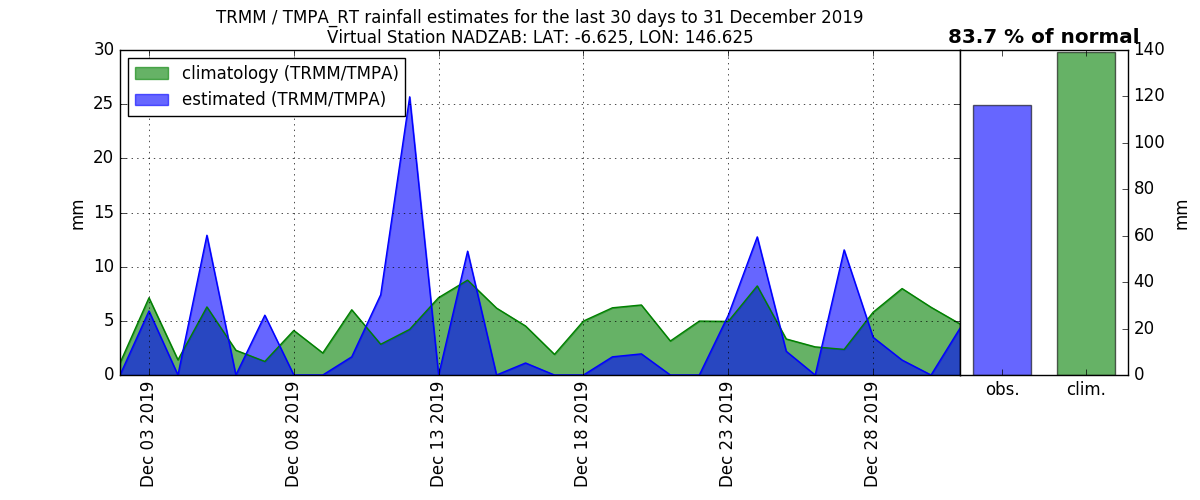 TRMM / TMPA_RT rainfall estimates for the last 30 days to 31 December 2019
Virtual Station NADZAB: LAT: -6.625, LON: 146.625
83.7 % of normal
climatology (TRMM/TMPA)
estimated (TRMM/TMPA)
30
25
20
15
10
5
0
mm
Dec 03 2019
Dec 08 2019
Dec 13 2019
Dec 18 2019
Dec 23 2019
Dec 28 2019
140
120
100
80
60
40
20
0
mm
obs.
clim.